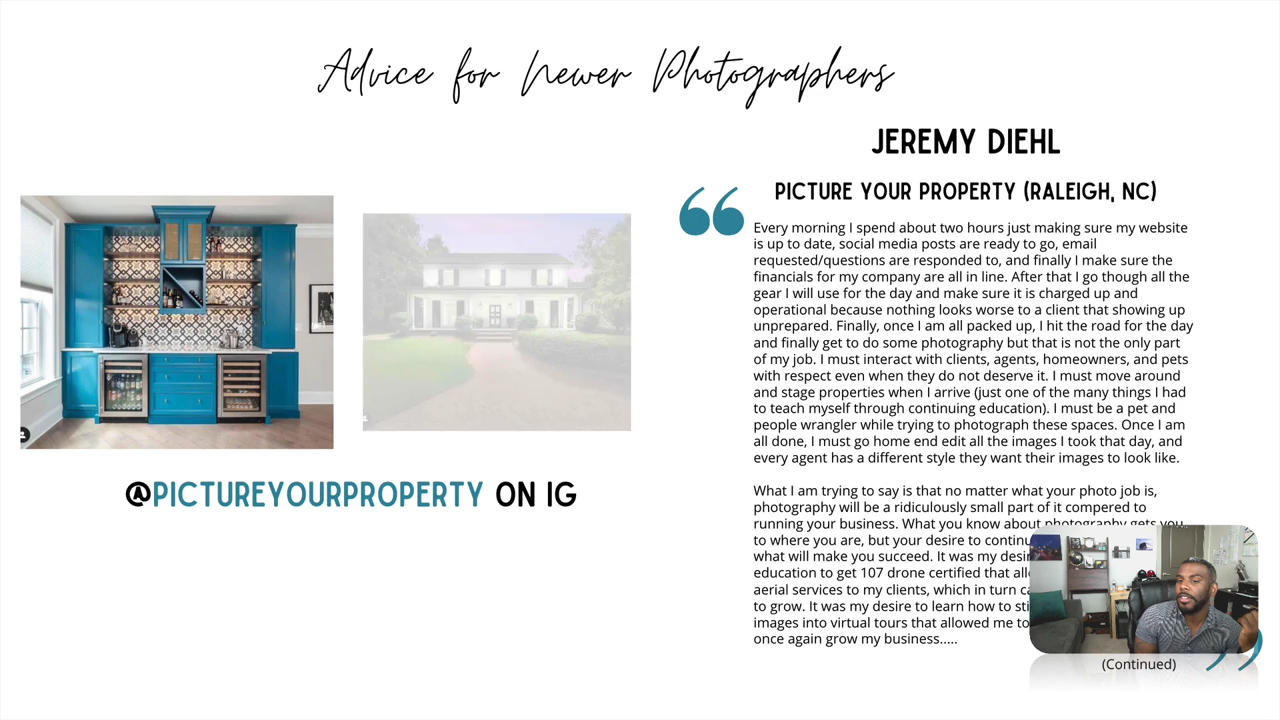 Advice for Newer Photographers
JEREMY DIEHL
PICTURE YOUR PROPERTY (RALEIGH, NC)
Every morning I spend about two hours just making sure my website
is up to date, social media posts are ready to go, email
requested/questions are responded to, and finally I make sure the
financials for my company are all in line. After that I go though all the
gear I will use for the day and make sure it is charged up and
operational because nothing looks worse to a client that showing up
unprepared. Finally, once I am all packed up, I hit the road for the day
and finally get to do some photography but that is not the only part
of my job. I must interact with clients, agents, homeowners, and pets
with respect even when they do not deserve it. I must move around
and stage properties when I arrive (just one of the many things I had
to teach myself through continuing education). I must be a pet and
people wrangler while trying to photograph these spaces. Once I am
all done, I must go home end edit all the images I took that day, and
every agent has a different style they want their images to look like.
What I am trying to say is that no matter what your photo job is,
photography will be a ridiculously small part of it compered to
running your business. What you know about photography gets you
to where you are, but your desire to
what will make you succeed. It was my
education to get 107 drone certified that
aerial services to my clients, which in turn
to grow. It was my desire to learn how to
images into virtual tours that allowed me to
once again grow my business.....
(Continued)
@PICTUREYOURPROPERTY ON IG